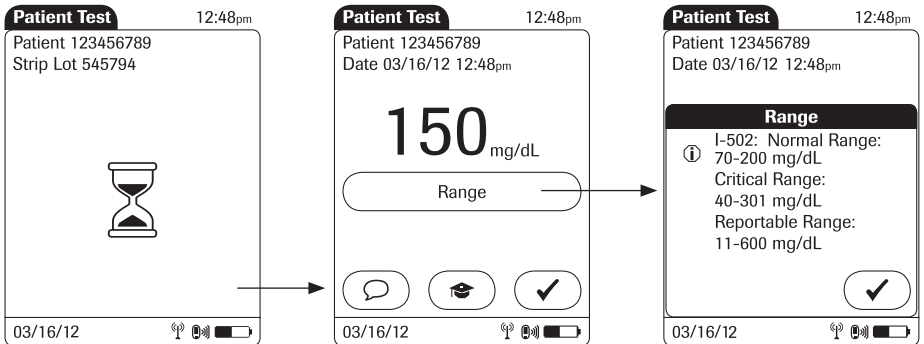 Patient Test 12:48pm
Patient 123456789
Strip Lot 545794
03/16/12
Patient Test 12:48pm
Patient 123456789
Date 03/16/12 12:48pm
150 mg/dL
Range
03/16/12
Patient Test 12:48pm
Patient 123456789
Date 03/16/12 12:48pm
Range
I-502: Normal Range:
70-200 mg/dL
Critical Range:
40-301 mg/dL
Reportable Range:
11-600 mg/dL
03/16/12